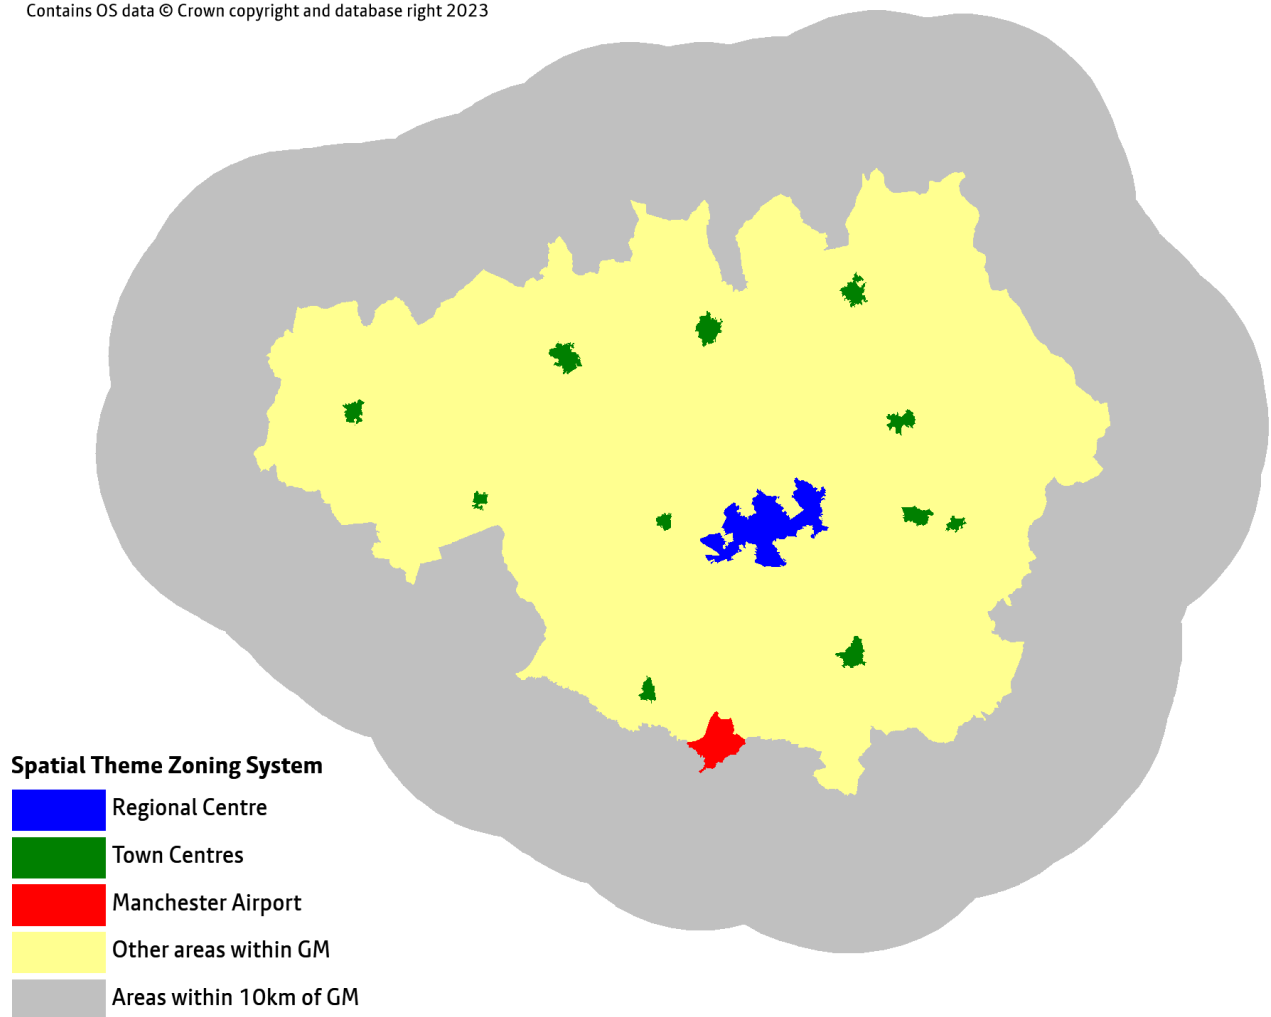 Contains OS data © Crown copyright and database right 2023
Spatial Theme Zoning System
Regional Centre
Town Centres
Manchester Airport
Other areas within GM
Areas within 10km of GM